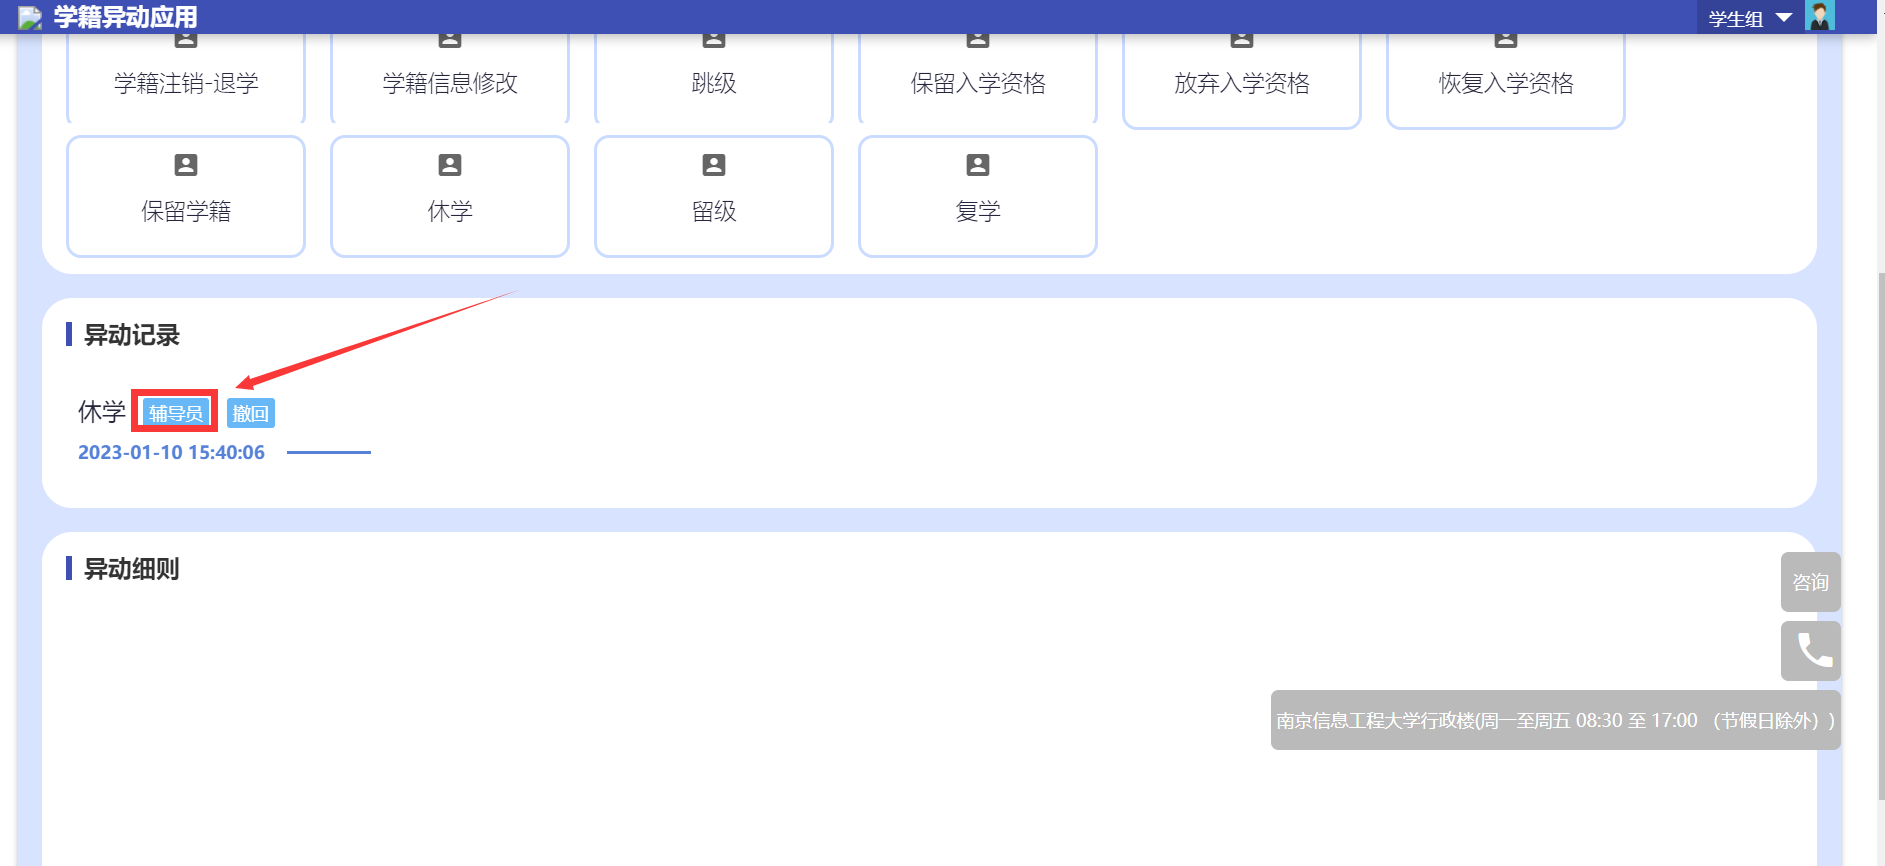 学籍异动应用
学生组
学籍注销-退学
学籍信息修改
跳级
保留入学资格
放弃入学资格
恢复入学资格
保留学籍
休学
留级
复学
异动记录
休学 辅导员 撤回
2023-01-10 15:40:06
异动细则
咨询
南京信息工程大学行政楼(周一至周五 08:30 至 17:00 （节假日除外）)